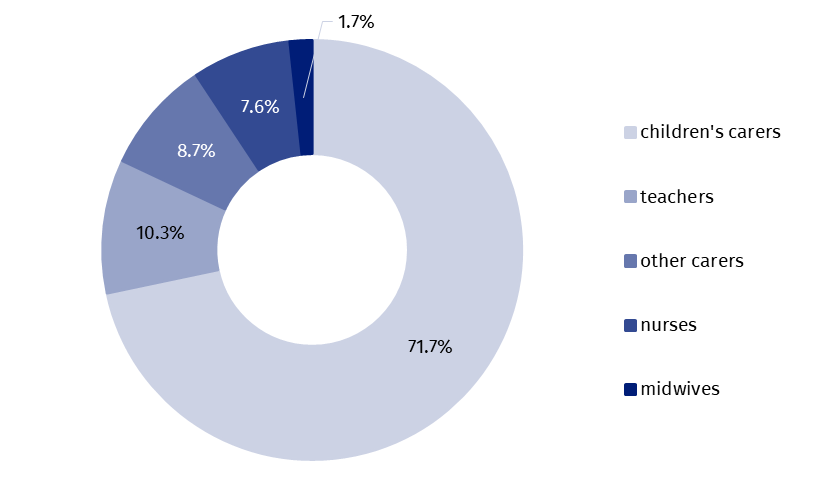 1.7%
7.6%
8.7%
10.3%
71.7%
children's carers
teachers
other carers
nurses
midwives